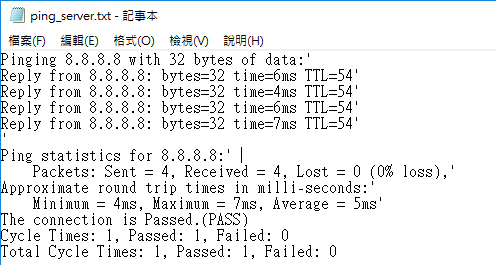 ping_server.txt - 記事本
檔案(F) 編輯(E) 格式(O) 檢視(V) 說明(H)
Pinging 8.8.8.8 with 32 bytes of data:'
Reply from 8.8.8.8: bytes=32 time=6ms TTL=54'
Reply from 8.8.8.8: bytes=32 time=4ms TTL=54'
Reply from 8.8.8.8: bytes=32 time=6ms TTL=54'
Reply from 8.8.8.8: bytes=32 time=7ms TTL=54'
'
Ping statistics for 8.8.8.8:'
    Packets: Sent = 4, Received = 4, Lost = 0 (0% loss),'
Approximate round trip times in milli-seconds:'
    Minimum = 4ms, Maximum = 7ms, Average = 5ms'
The connection is Passed.(PASS)
Cycle Times: 1, Passed: 1, Failed: 0
Total Cycle Times: 1, Passed: 1, Failed: 0